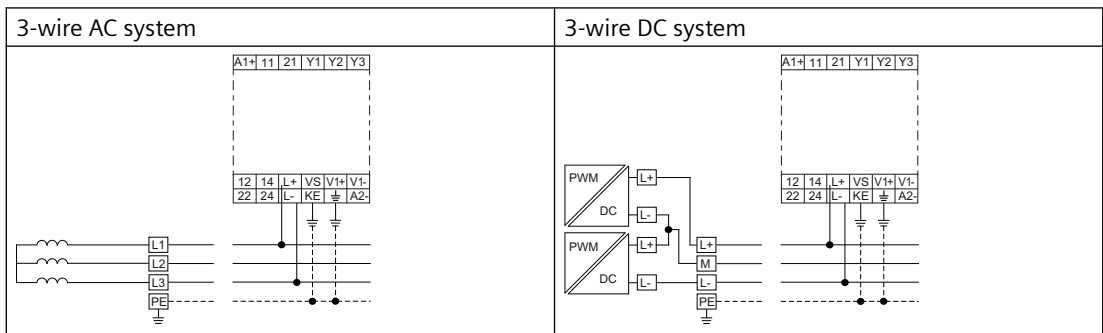 3-wire AC system
A1+ 11 21 Y1 Y2 Y3
12 14 L+ VS V1+ V1-
22 24 L- KE A2-
L1
L2
L3
PE
3-wire DC system
A1+ 11 21 Y1 Y2 Y3
12 14 L+ VS V1+ V1-
22 24 L- KE A2-
PWM L+
DC L-
PWM L+ L+
M
DC L- L-
PE